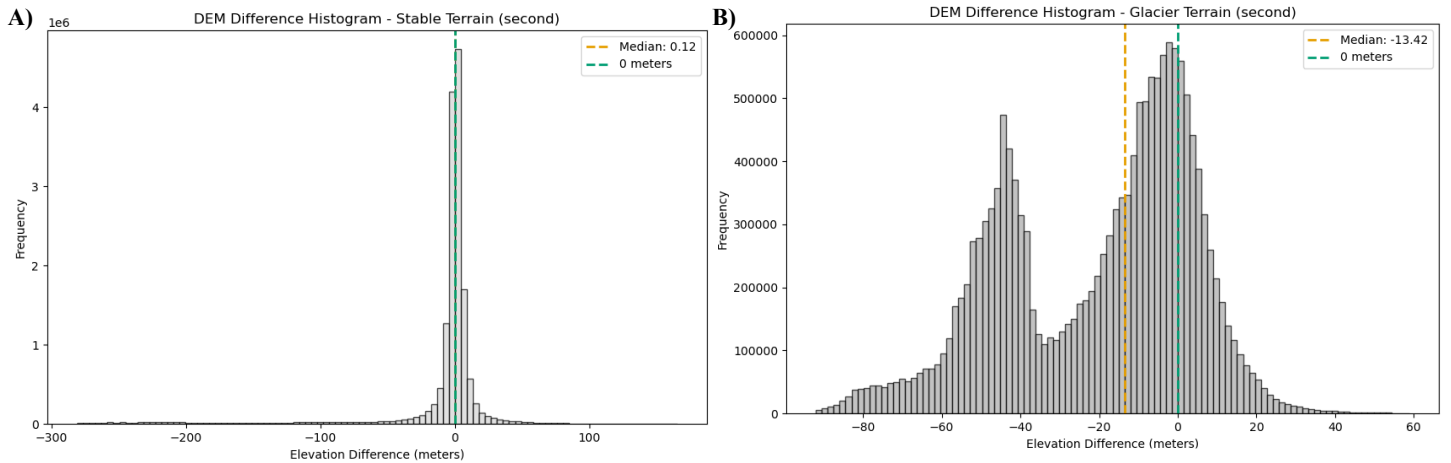 A)
DEM Difference Histogram - Stable Terrain (second)
1e6
Median: 0.12
0 meters
Frequency
4
3
2
1
0
−300
−200
−100
0
100
Elevation Difference (meters)
B)
DEM Difference Histogram - Glacier Terrain (second)
Median: -13.42
0 meters
Frequency
600000
500000
400000
300000
200000
100000
0
−80
−60
−40
−20
0
20
40
60
Elevation Difference (meters)